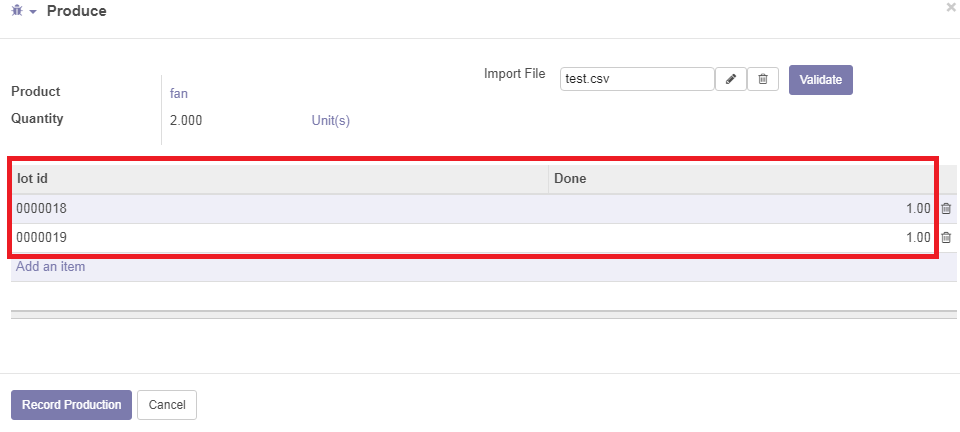 Produce
Import File test.csv Validate
Product fan
Quantity 2.000 Unit(s)
lot id Done
0000018 1.00
0000019 1.00
Add an item
Record Production Cancel